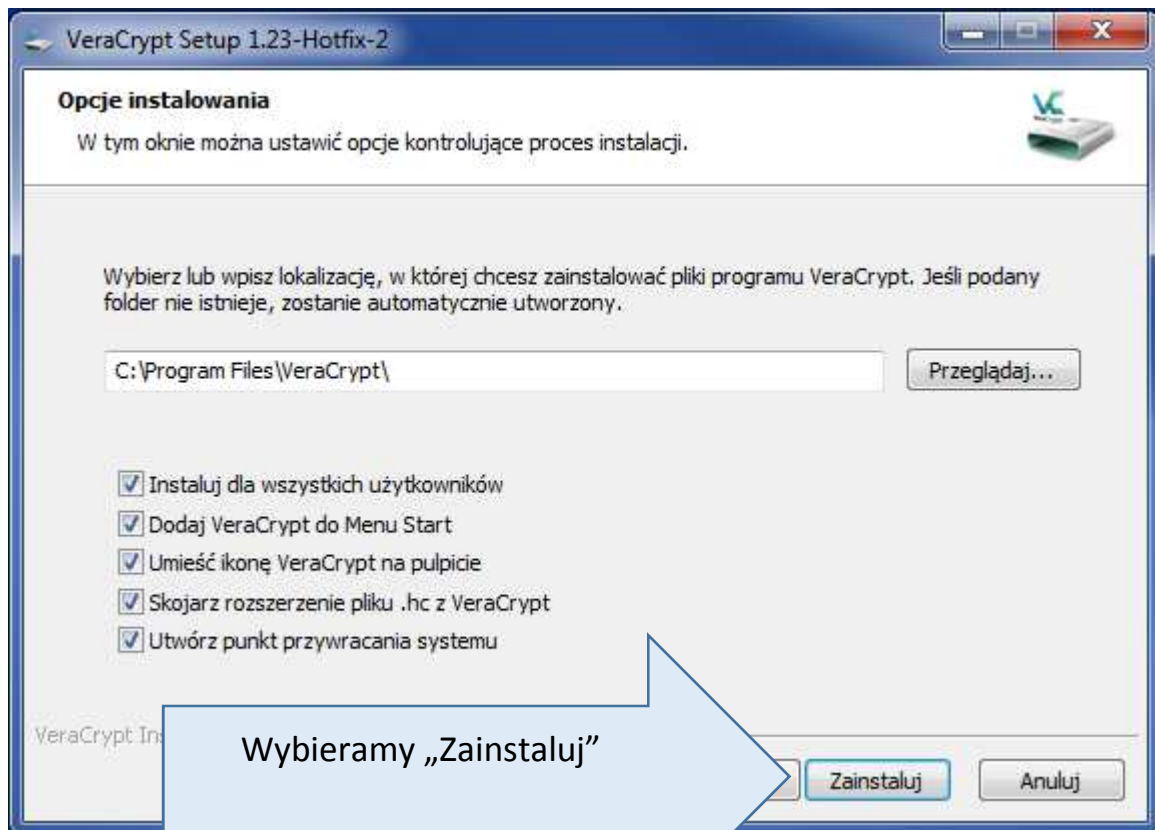 VeraCrypt Setup 1.23-Hotfix-2
Opcje instalowania
W tym oknie można ustawić opcje kontrolujące proces instalacji.
Wybierz lub wpisz lokalizację, w której chcesz zainstalować pliki programu VeraCrypt. Jeśli podany
folder nie istnieje, zostanie automatycznie utworzony.
C:\Program Files\VeraCrypt\
Przeglądaj...
Instaluj dla wszystkich użytkowników
Dodaj VeraCrypt do Menu Start
Umieść ikonę VeraCrypt na pulpicie
Skojarz rozszerzenie pliku .hc z VeraCrypt
Utwórz punkt przywracania systemu
VeraCrypt
Wybieramy „Zainstaluj”
Zainstaluj
Anuluj